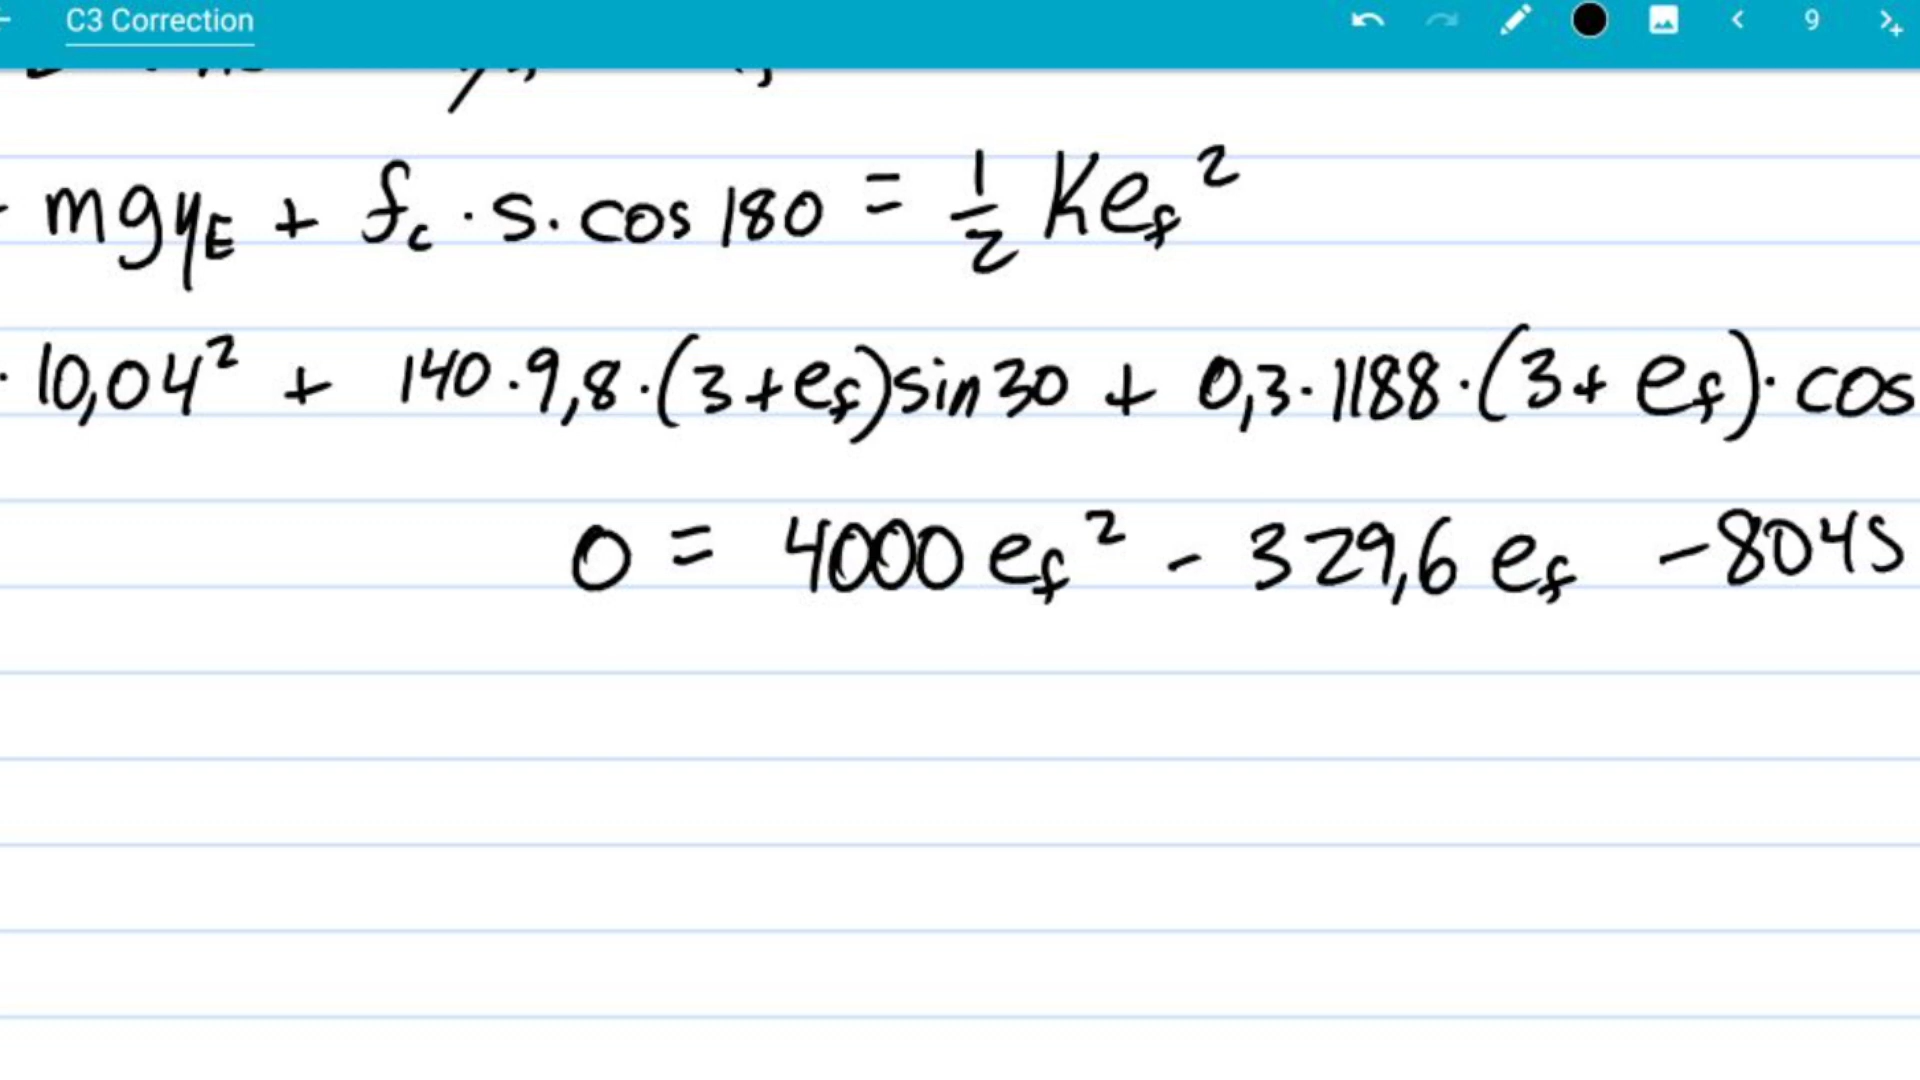 C3 Correction
9
mgy_E + f_c · s · cos 180 = 1/2 Ke_f²
· 10,04² + 140 · 9,8 · (3 + e_f) sin 30 + 0,3 · 1188 · (3 + e_f) · cos
0 = 4000 e_f² - 329,6 e_f - 8045